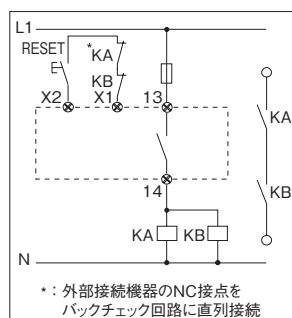 L1
RESET
*KA
KB
X2
X1
13
KA
KB
14
KA
KB
N
*：外部接続機器のNC接点を
バックチェック回路に直列接続